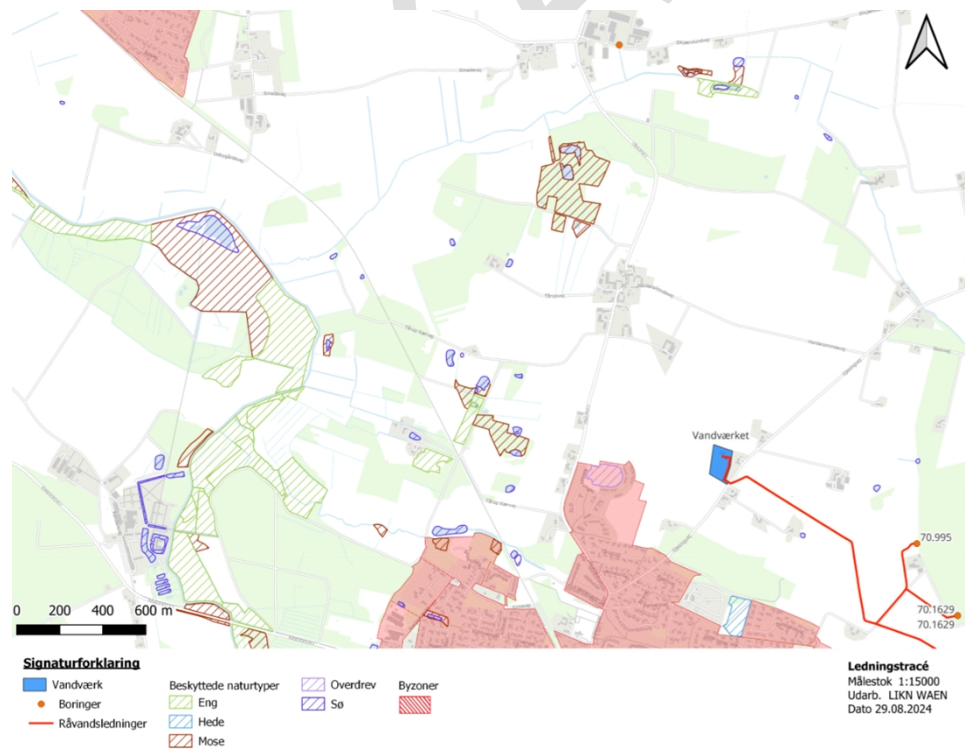 Vandværket
70.995
70.1629
70.1629
0 200 400 600 m
Signaturforklaring
Vandværk
Boringer
Råvandsledninger
Beskyttede naturtyper
Eng
Hede
Mose
Overdrev
Sø
Byzoner
Ledningstracé
Målestok 1:15000
Udarb. LIKN WAEN
Dato 29.08.2024